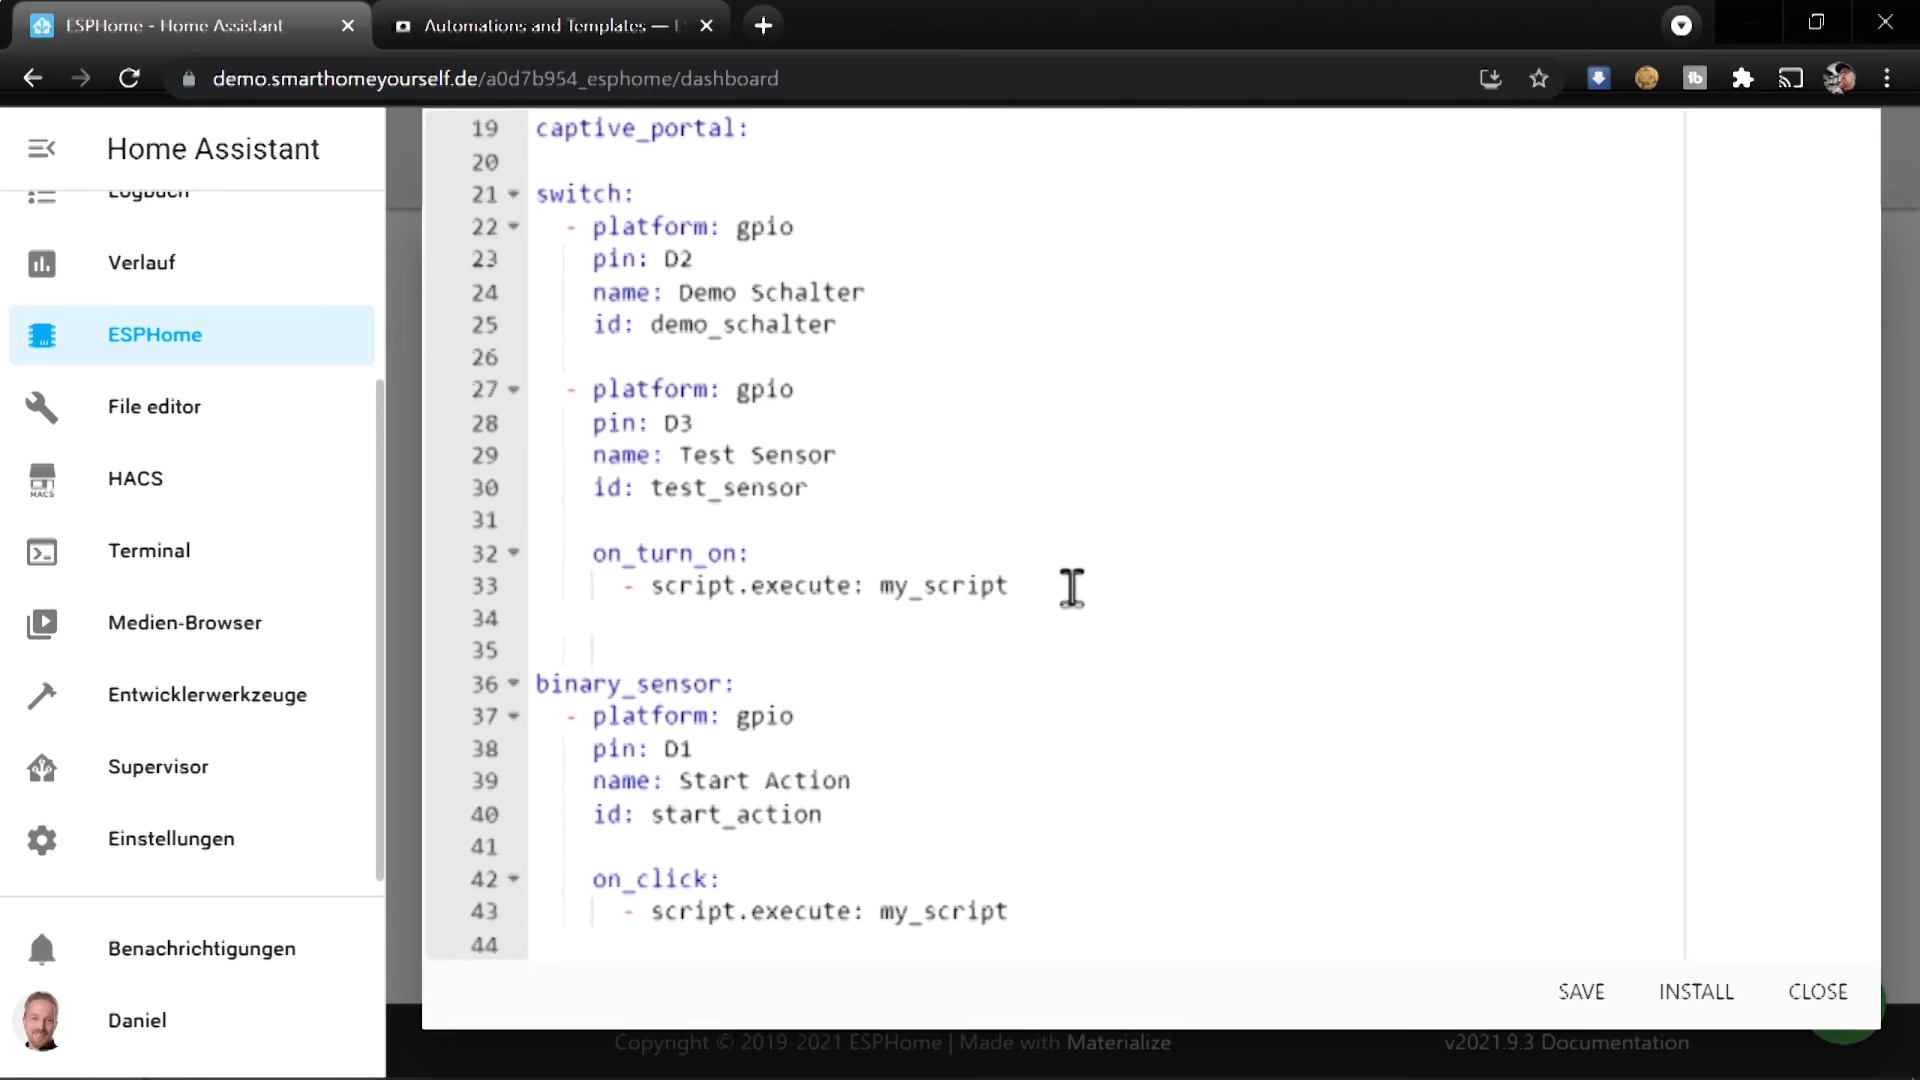 ESPHome - Home Assistant
Automations and Templates —
demo.smarthomeyourself.de/a0d7b954_esphome/dashboard
Home Assistant
Logbuch
Verlauf
ESPHome
File editor
HACS
HACS
Terminal
Medien-Browser
Entwicklerwerkzeuge
Supervisor
Einstellungen
Benachrichtigungen
Daniel
19 captive_portal:
20
21 switch:
22 - platform: gpio
23 pin: D2
24 name: Demo Schalter
25 id: demo_schalter
26
27 - platform: gpio
28 pin: D3
29 name: Test Sensor
30 id: test_sensor
31
32 on_turn_on:
33 - script.execute: my_script
34
35
36 binary_sensor:
37 - platform: gpio
38 pin: D1
39 name: Start Action
40 id: start_action
41
42 on_click:
43 - script.execute: my_script
44
SAVE INSTALL CLOSE
Copyright © 2019-2021 ESPHome | Made with Materialize
v2021.9.3 Documentation